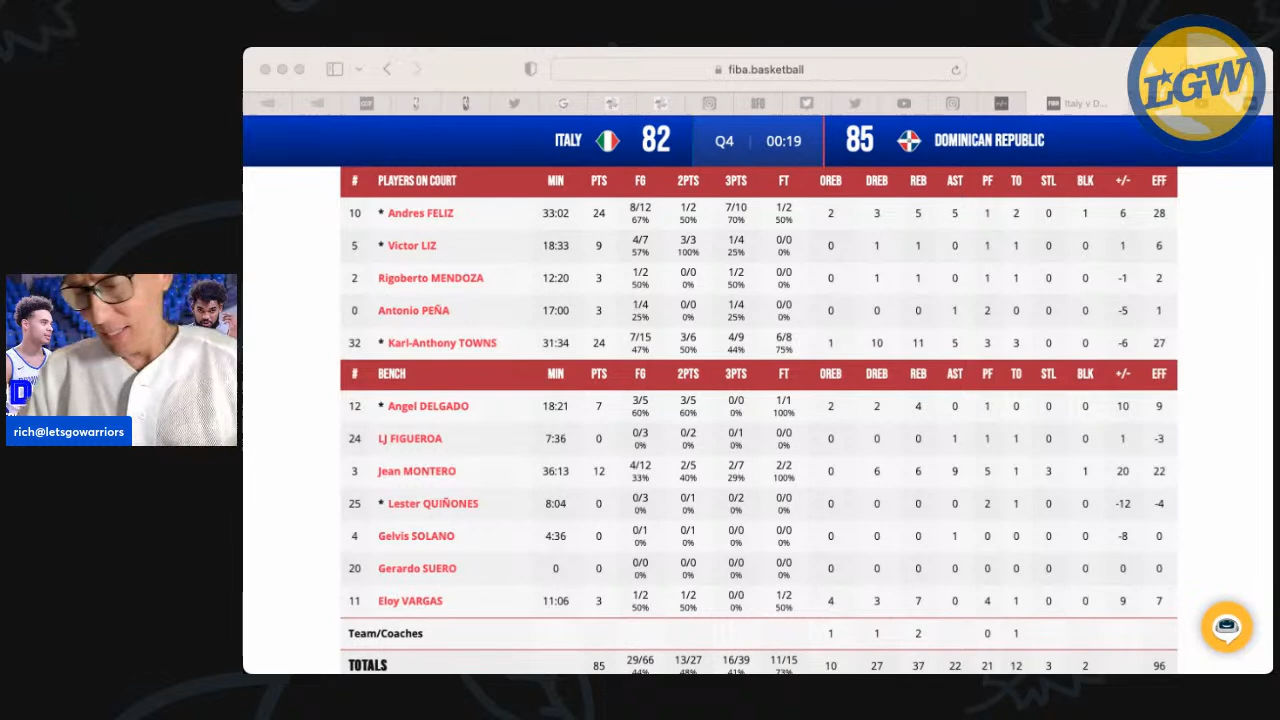 LGW
fiba.basketball
Italy v D...
ITALY 82 Q4 00:19 85 DOMINICAN REPUBLIC
# PLAYERS ON COURT MIN PTS FG 2PTS 3PTS FT OREB DREB REB AST PF TO STL BLK +/- EFF
10 * Andres FELIZ 33:02 24 8/12 1/2 7/10 1/2 2 3 5 5 1 2 0 1 6 28
67% 50% 70% 50%
5 * Victor LIZ 18:33 9 4/7 3/3 1/4 0/0 0 1 1 0 1 1 0 0 1 6
57% 100% 25% 0%
2 Rigoberto MENDOZA 12:20 3 1/2 0/0 1/2 0/0 0 1 1 0 1 1 0 0 -1 2
50% 0% 50% 0%
0 Antonio PEÑA 17:00 3 1/4 0/0 1/4 0/0 0 0 0 1 2 0 0 0 -5 1
25% 0% 25% 0%
32 * Karl-Anthony TOWNS 31:34 24 7/15 3/6 4/9 6/8 1 10 11 5 3 3 0 0 -6 27
47% 50% 44% 75%
# BENCH MIN PTS FG 2PTS 3PTS FT OREB DREB REB AST PF TO STL BLK +/- EFF
12 * Angel DELGADO 18:21 7 3/5 3/5 0/0 1/1 2 2 4 0 1 0 0 0 10 9
60% 60% 0% 100%
24 LJ FIGUEROA 7:36 0 0/3 0/2 0/1 0/0 0 0 0 1 1 1 0 0 1 -3
0% 0% 0% 0%
3 Jean MONTERO 36:13 12 4/12 2/5 2/7 2/2 0 6 6 9 5 1 3 1 20 22
33% 40% 29% 100%
25 * Lester QUIÑONES 8:04 0 0/3 0/1 0/2 0/0 0 0 0 0 2 1 0 0 -12 -4
0% 0% 0% 0%
4 Gelvis SOLANO 4:36 0 0/1 0/1 0/0 0/0 0 0 0 1 0 0 0 0 -8 0
0% 0% 0% 0%
20 Gerardo SUERO 0 0 0/0 0/0 0/0 0/0 0 0 0 0 0 0 0 0 0 0
0% 0% 0% 0%
11 Eloy VARGAS 11:06 3 1/2 1/2 0/0 1/2 4 3 7 0 4 1 0 0 9 7
50% 50% 0% 50%
Team/Coaches 1 1 2 0 1
TOTALS 85 29/66 13/27 16/39 11/15 10 27 37 22 21 12 3 2 96
44% 48% 41% 73%
D
rich@letsgowarriors